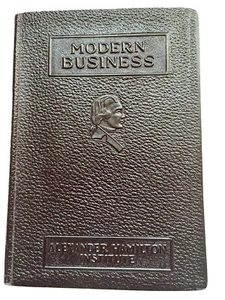 MODERN
BUSINESS
ALEXANDER HAMILTON
INSTITUTE